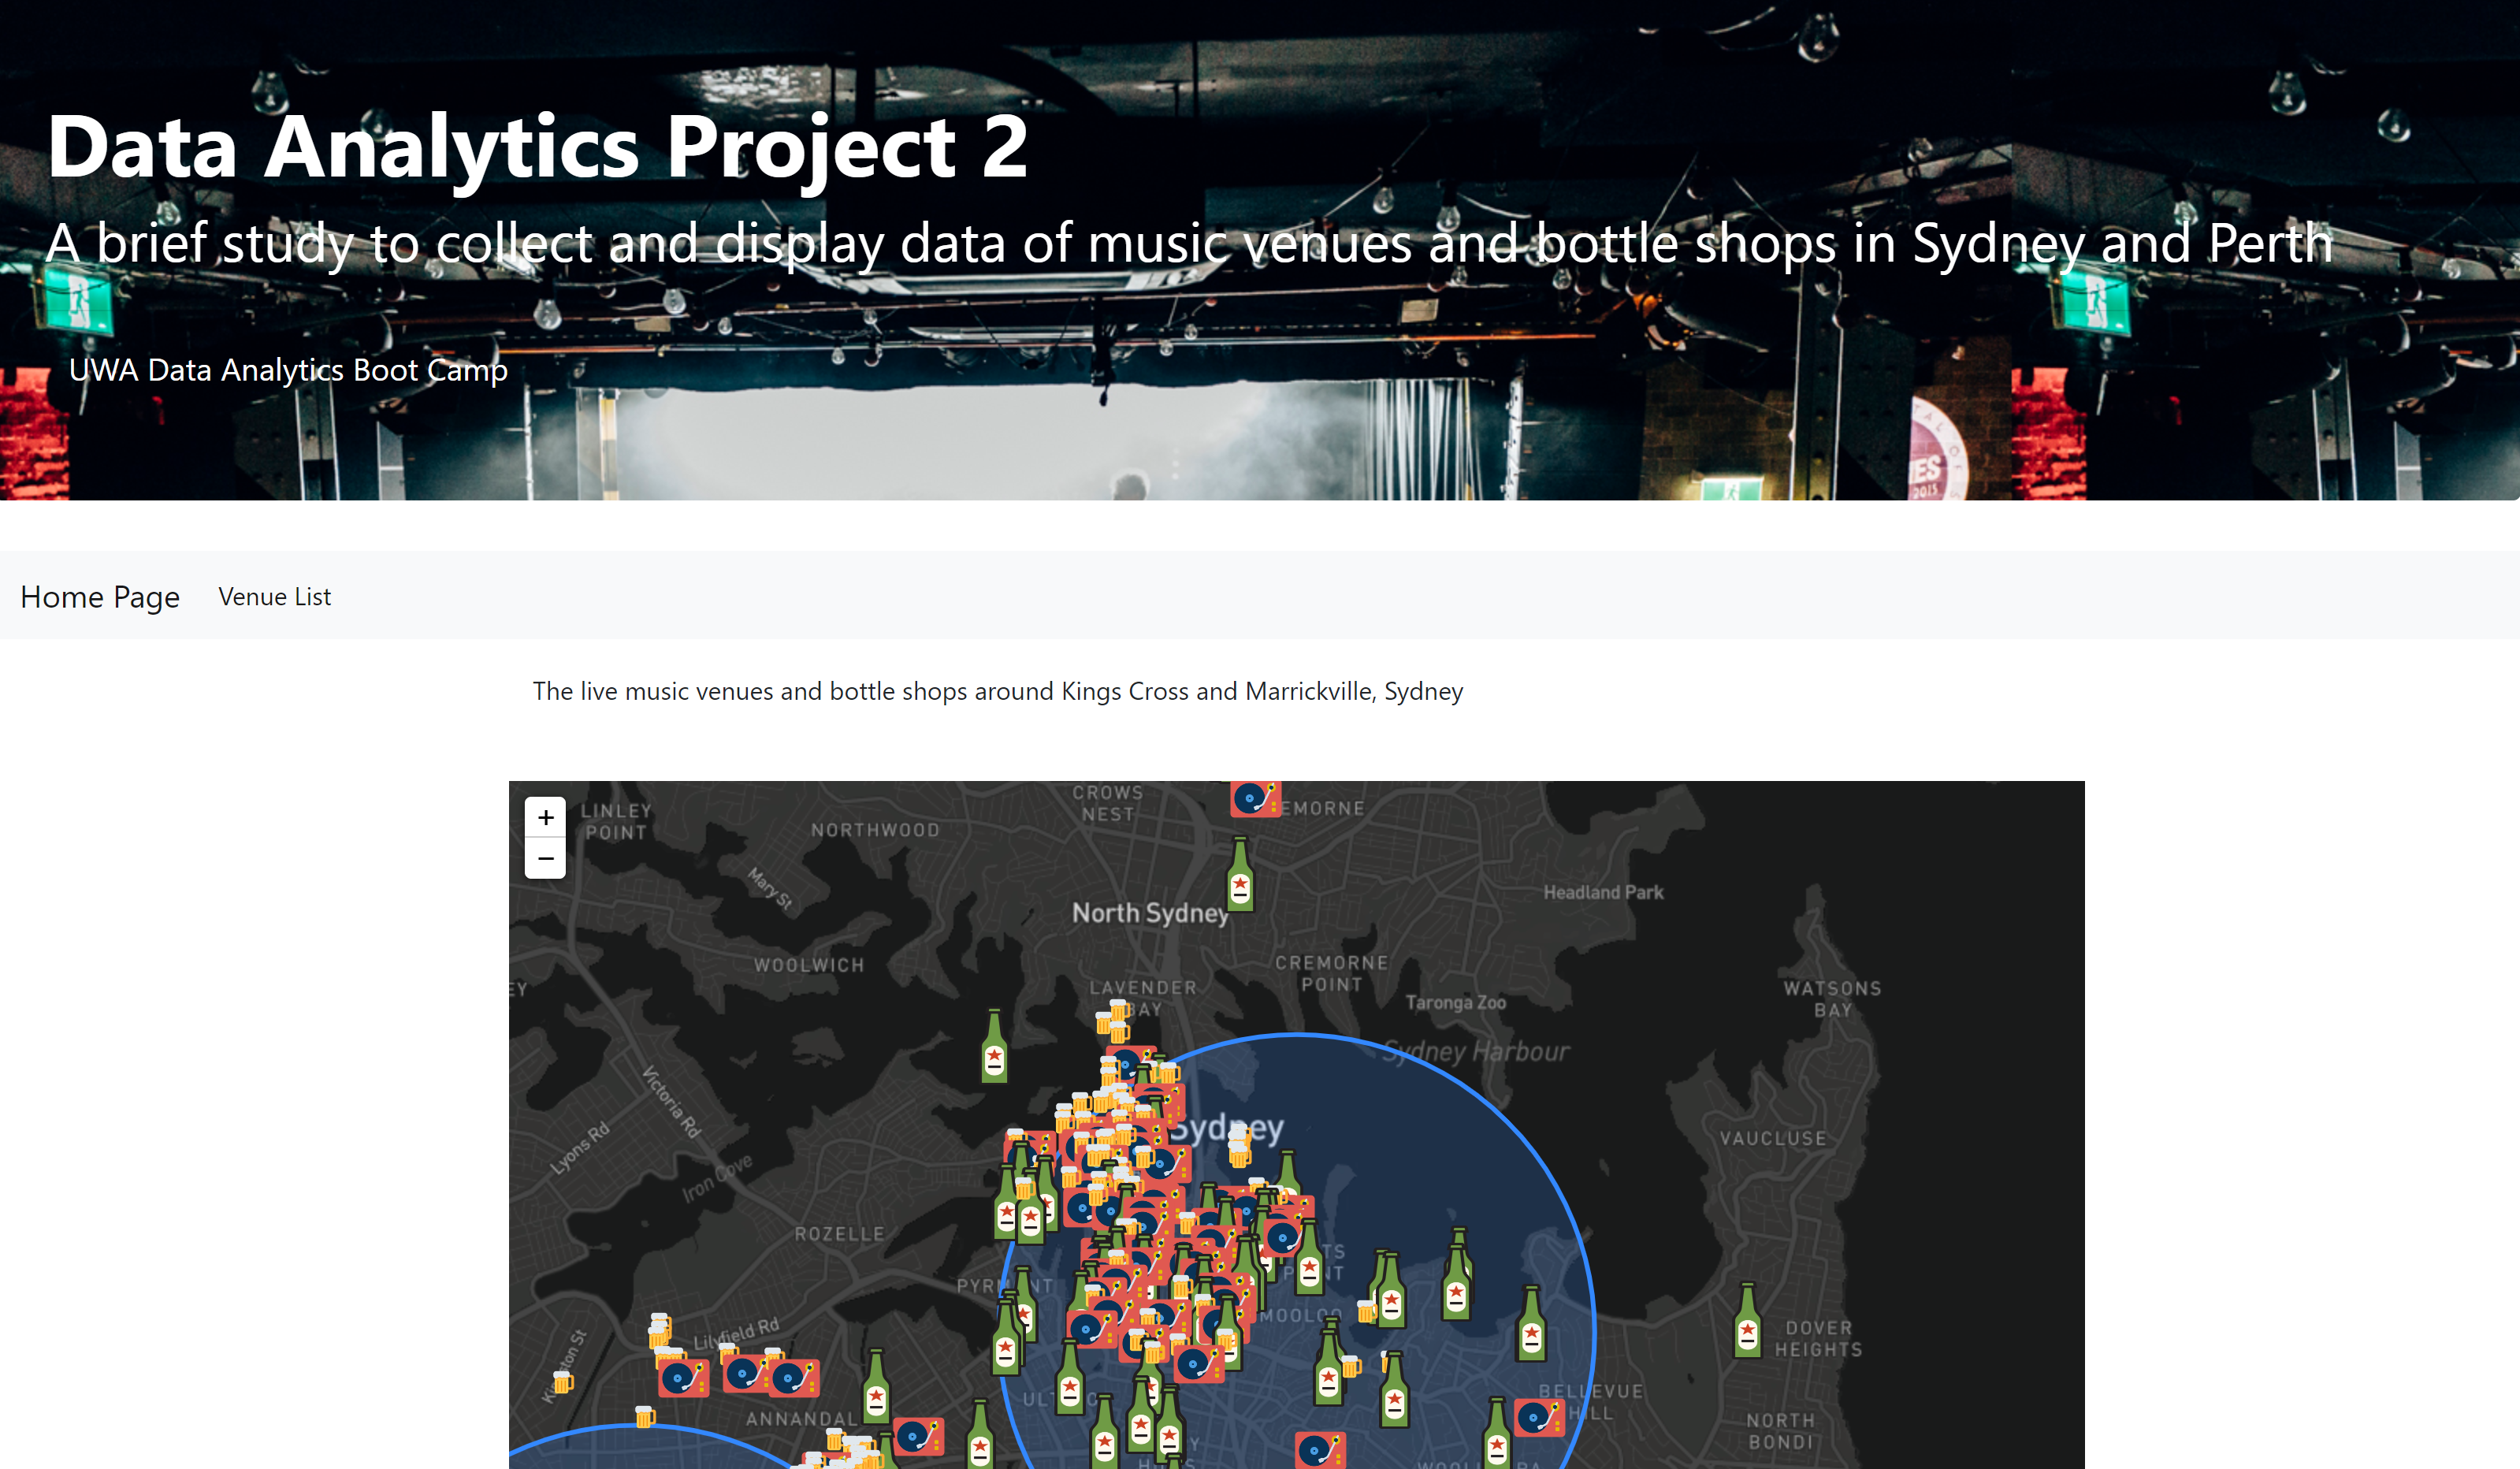 Data Analytics Project 2
A brief study to collect and display data of music venues and bottle shops in Sydney and Perth
UWA Data Analytics Boot Camp
2015
Home Page
Venue List
The live music venues and bottle shops around Kings Cross and Marrickville, Sydney
+
−
LINLEY
POINT
NORTHWOOD
CROWS
NEST
EMORNE
Mary St
North Sydney
Headland Park
WOOLWICH
CREMORNE
POINT
EY
LAVENDER
BAY
Taronga Zoo
WATSONS
BAY
Sydney Harbour
Victoria Rd
Lyons Rd
Iron Cove
Sydney
VAUCLUSE
ROZELLE
Lilyfield Rd
DOVER
HEIGHTS
ANNANDAL
BELLEVUE
HILL
NORTH
BONDI